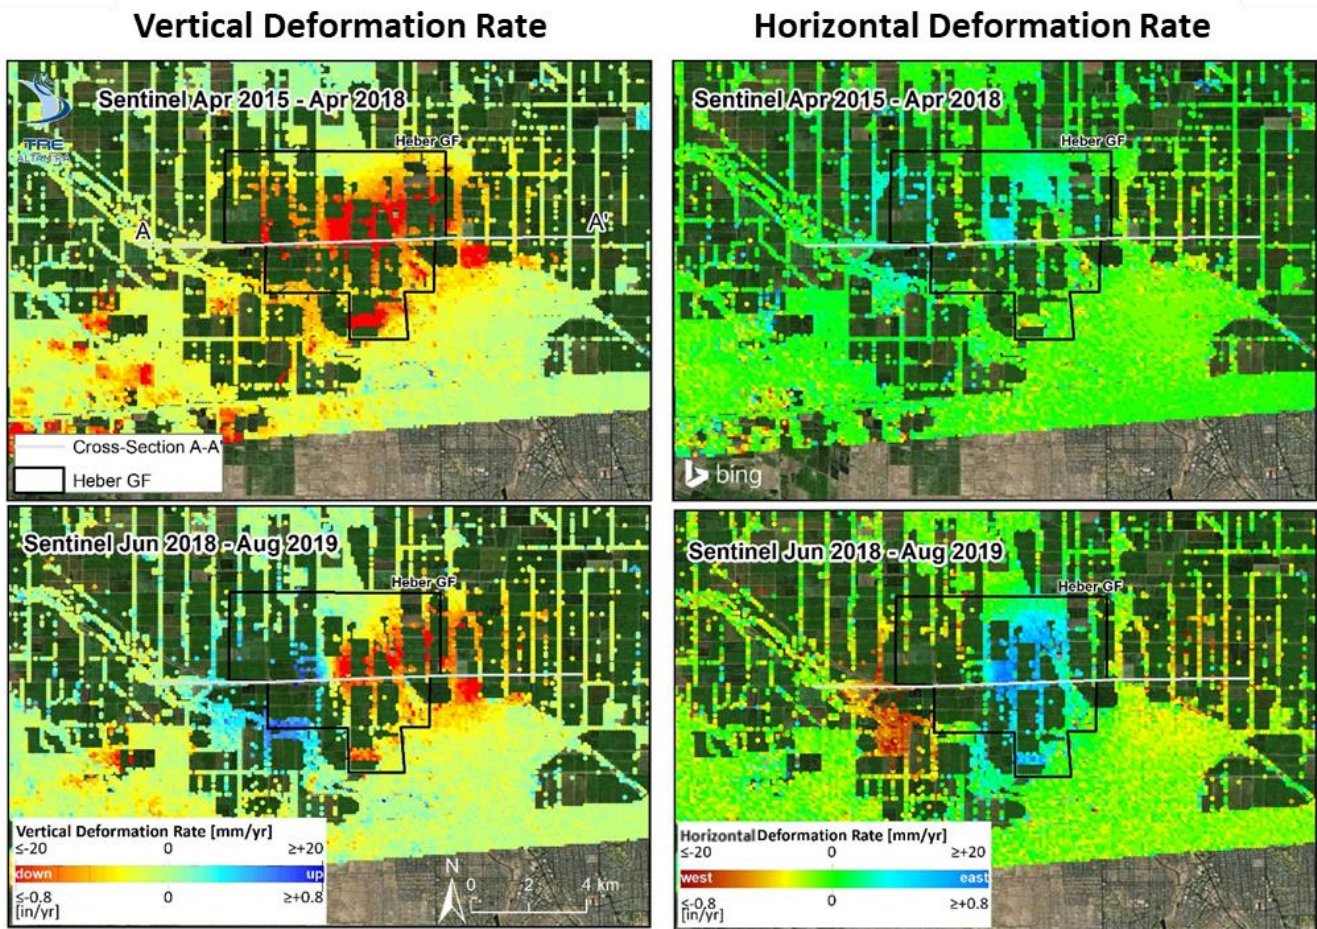 Vertical Deformation Rate
Horizontal Deformation Rate
Sentinel Apr 2015 - Apr 2018
Heber GF
TRE
ALTAMIRA
A
A'
Cross-Section A-A'
Heber GF
Sentinel Apr 2015 - Apr 2018
Heber GF
bing
Sentinel Jun 2018 - Aug 2019
Heber GF
Vertical Deformation Rate [mm/yr]
≤-20 0 ≥+20
down up
≤-0.8 0 ≥+0.8
[in/yr]
N
0 2 4 km
Sentinel Jun 2018 - Aug 2019
Heber GF
Horizontal Deformation Rate [mm/yr]
≤-20 0 ≥+20
west east
≤-0.8 0 ≥+0.8
[in/yr]